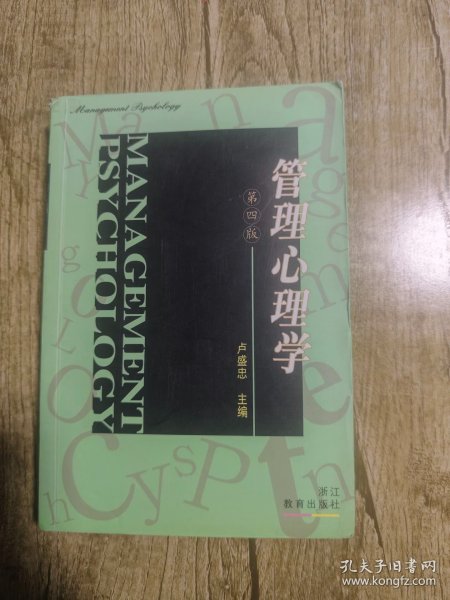 Management Psychology
MANAGEMENT
PSYCHOLOGY
管理心理学
第四版
卢盛忠 主编
浙江
教育出版社
孔夫子旧书网
www.kongfz.com